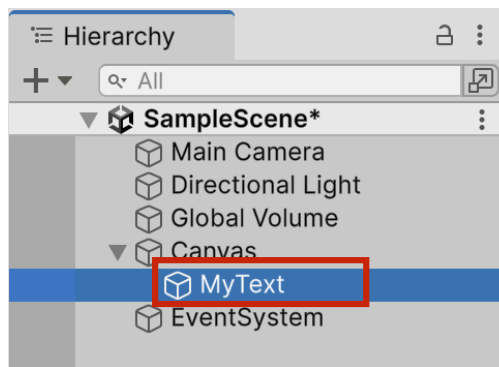 Hierarchy
All
SampleScene*
Main Camera
Directional Light
Global Volume
Canvas
MyText
EventSystem